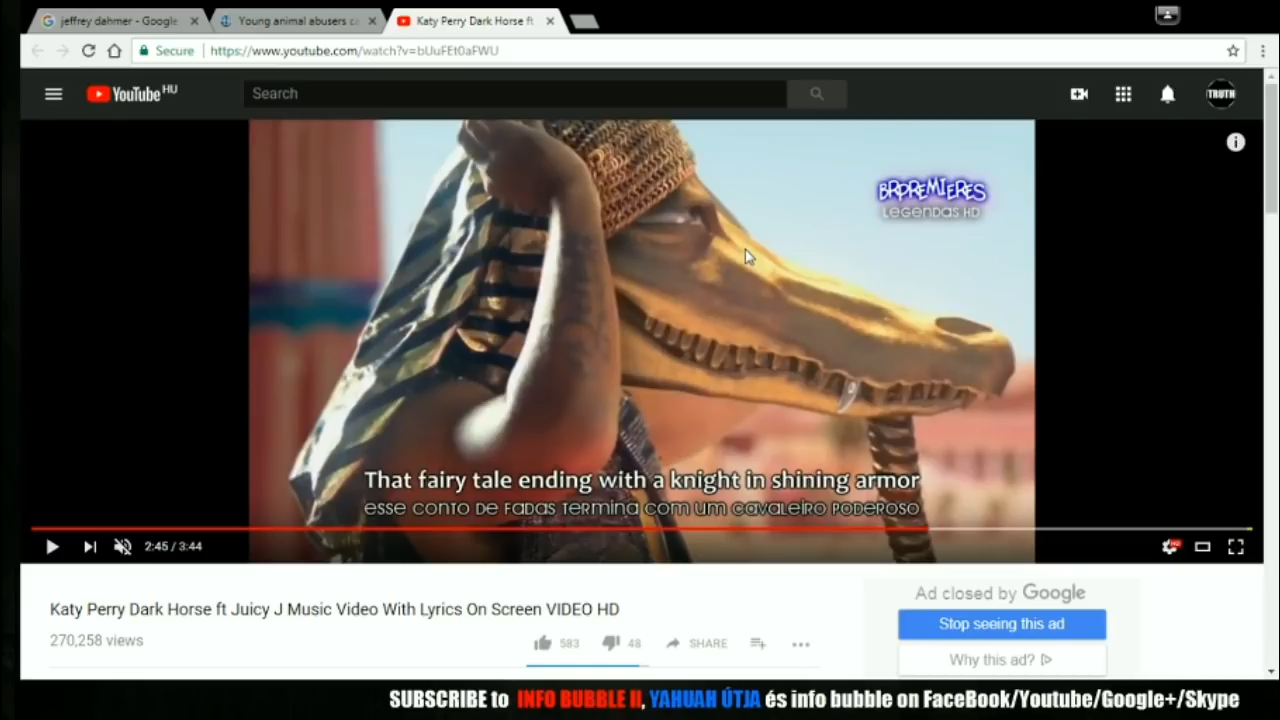 jeffrey dahmer - Google
Young animal abusers ca
Katy Perry Dark Horse ft
Secure
https://www.youtube.com/watch?v=bUuFEt0aFWU
YouTube HU
Search
TRUTH
BRPREMIERES
LEGENDAS HD
That fairy tale ending with a knight in shining armor
esse conto de fadas termina com um cavaleiro poderoso
2:45 / 3:44
HD
Katy Perry Dark Horse ft Juicy J Music Video With Lyrics On Screen VIDEO HD
270,258 views
583
48
SHARE
Ad closed by Google
Stop seeing this ad
Why this ad?
SUBSCRIBE to INFO BUBBLE II, YAHUAH ÚTJA és info bubble on FaceBook/Youtube/Google+/Skype